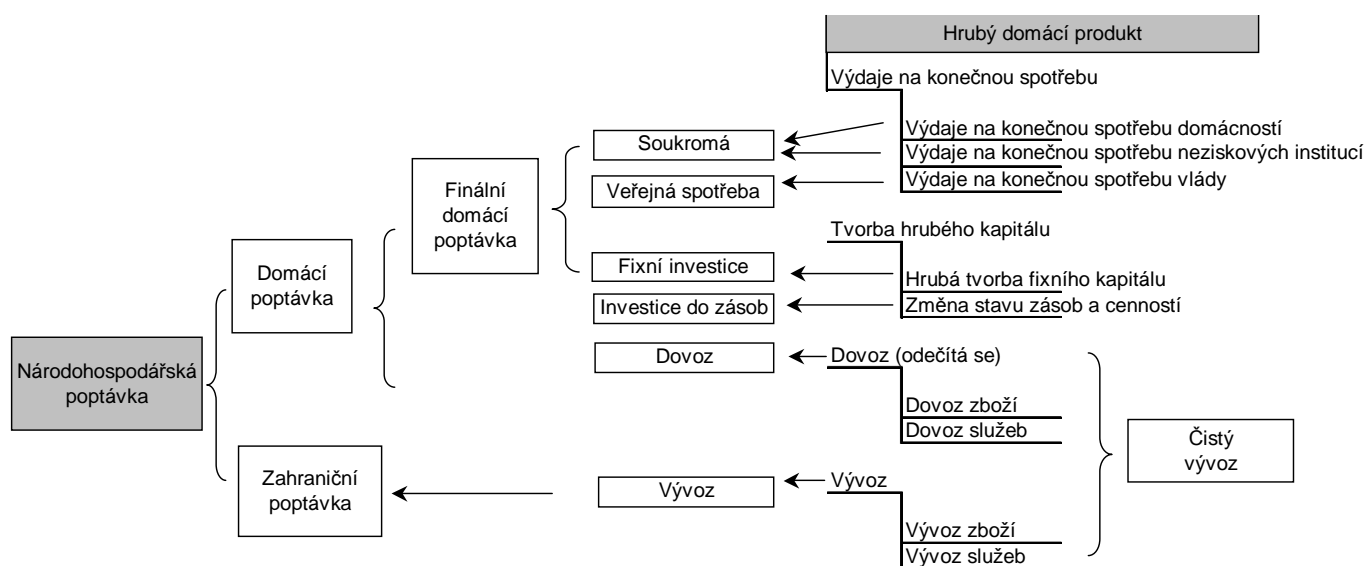 Hrubý domácí produkt
Výdaje na konečnou spotřebu
Soukromá
Výdaje na konečnou spotřebu domácností
Výdaje na konečnou spotřebu neziskových institucí
Veřejná spotřeba
Výdaje na konečnou spotřebu vlády
Finální
domácí
poptávka
Tvorba hrubého kapitálu
Domácí
poptávka
Fixní investice
Hrubá tvorba fixního kapitálu
Investice do zásob
Změna stavu zásob a cenností
Národohospodářská
poptávka
Dovoz
Dovoz (odečítá se)
Dovoz zboží
Dovoz služeb
Čistý
vývoz
Zahraniční
poptávka
Vývoz
Vývoz
Vývoz zboží
Vývoz služeb